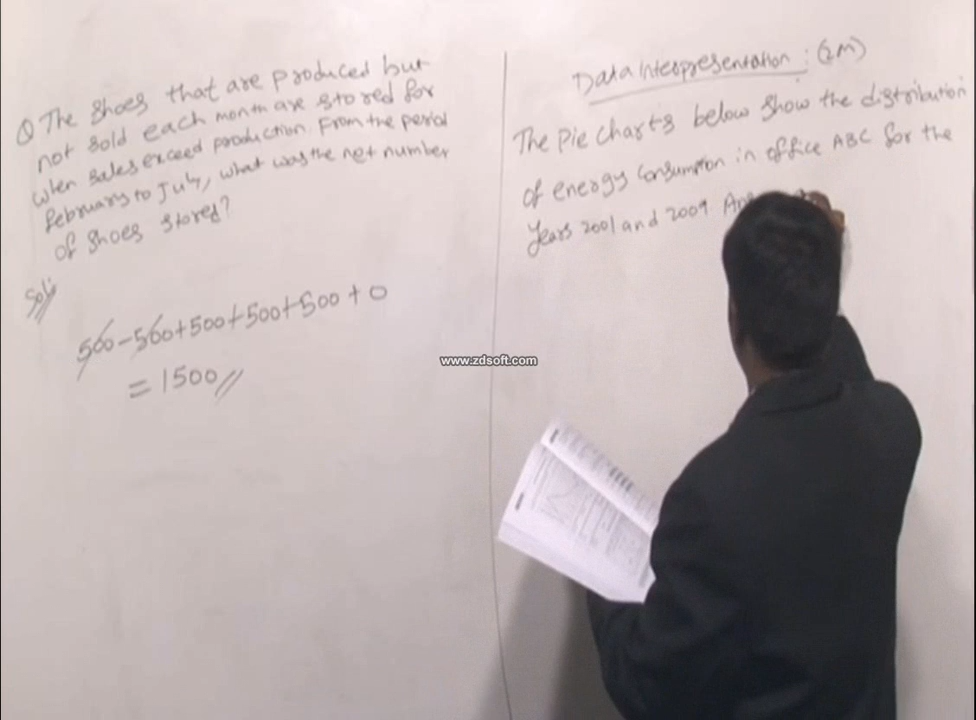 Q The Shoes that are produced but
not sold each month are stored for
when sales exceed production. From the period
february to July, what was the net number
of shoes stored?
Sol:
500-500+500+500+500+0
=1500//
Data Interpresentation : (2M)
The Pie Charts below show the distribution
of energy Consumption in office ABC for the
Years 2001 and 2009.
www.zdsoft.com